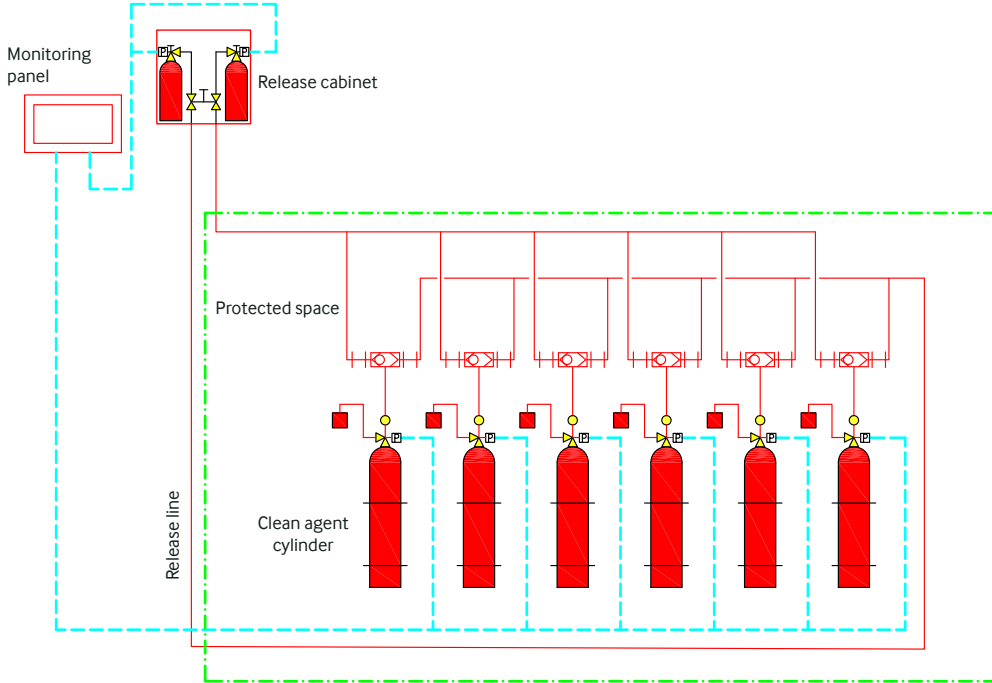 Monitoring
panel
P
P
Release cabinet
Protected space
P
P
P
P
P
P
Release line
Clean agent
cylinder